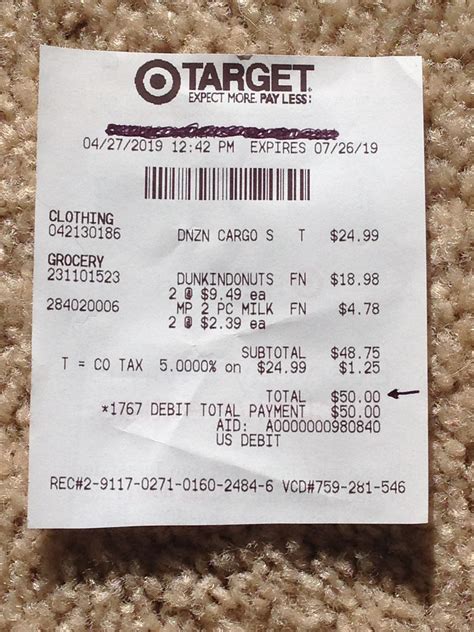 TARGET
EXPECT MORE. PAY LESS.
04/27/2019 12:42 PM EXPIRES 07/26/19
CLOTHING
042130186 DNZN CARGO S T $24.99
GROCERY
231101523 DUNKINDONUTS FN $18.98
2 @ $9.49 ea
284020006 MP 2 PC MILK FN $4.78
2 @ $2.39 ea
SUBTOTAL $48.75
T = CO TAX 5.0000% on $24.99 $1.25
TOTAL $50.00
*1767 DEBIT TOTAL PAYMENT $50.00
AID: A0000000980840
US DEBIT
REC#2-9117-0271-0160-2484-6 VCD#759-281-546